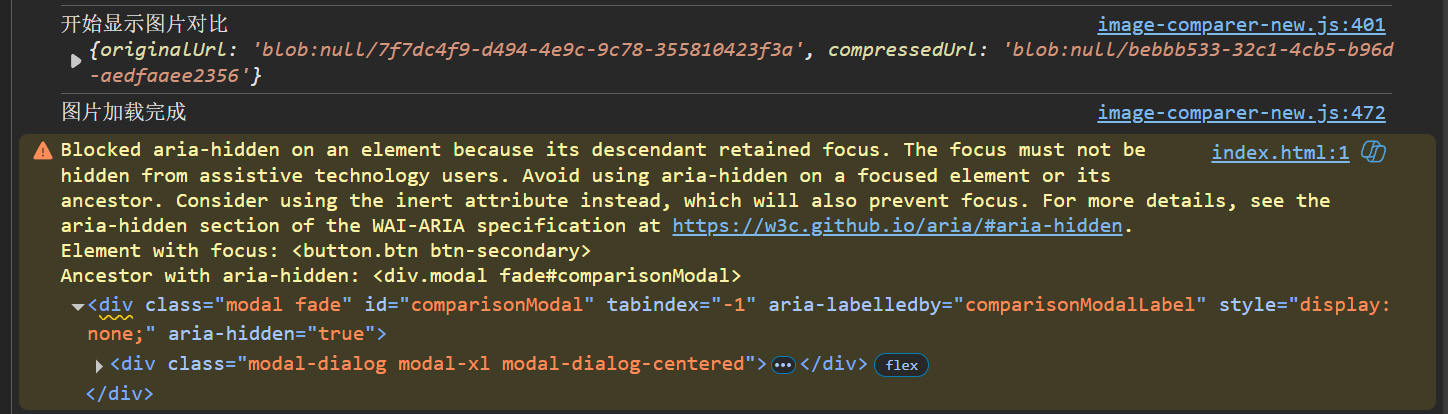 开始显示图片对比 image-comparer-new.js:401
{originalUrl: 'blob:null/7f7dc4f9-d494-4e9c-9c78-355810423f3a', compressedUrl: 'blob:null/bebbb533-32c1-4cb5-b96d
-aedfaaee2356'}
图片加载完成 image-comparer-new.js:472
Blocked aria-hidden on an element because its descendant retained focus. The focus must not be index.html:1
hidden from assistive technology users. Avoid using aria-hidden on a focused element or its
ancestor. Consider using the inert attribute instead, which will also prevent focus. For more details, see the
aria-hidden section of the WAI-ARIA specification at https://w3c.github.io/aria/#aria-hidden.
Element with focus: <button.btn btn-secondary>
Ancestor with aria-hidden: <div.modal fade#comparisonModal>
<div class="modal fade" id="comparisonModal" tabindex="-1" aria-labelledby="comparisonModalLabel" style="display:
none;" aria-hidden="true">
<div class="modal-dialog modal-xl modal-dialog-centered">…</div> flex
</div>